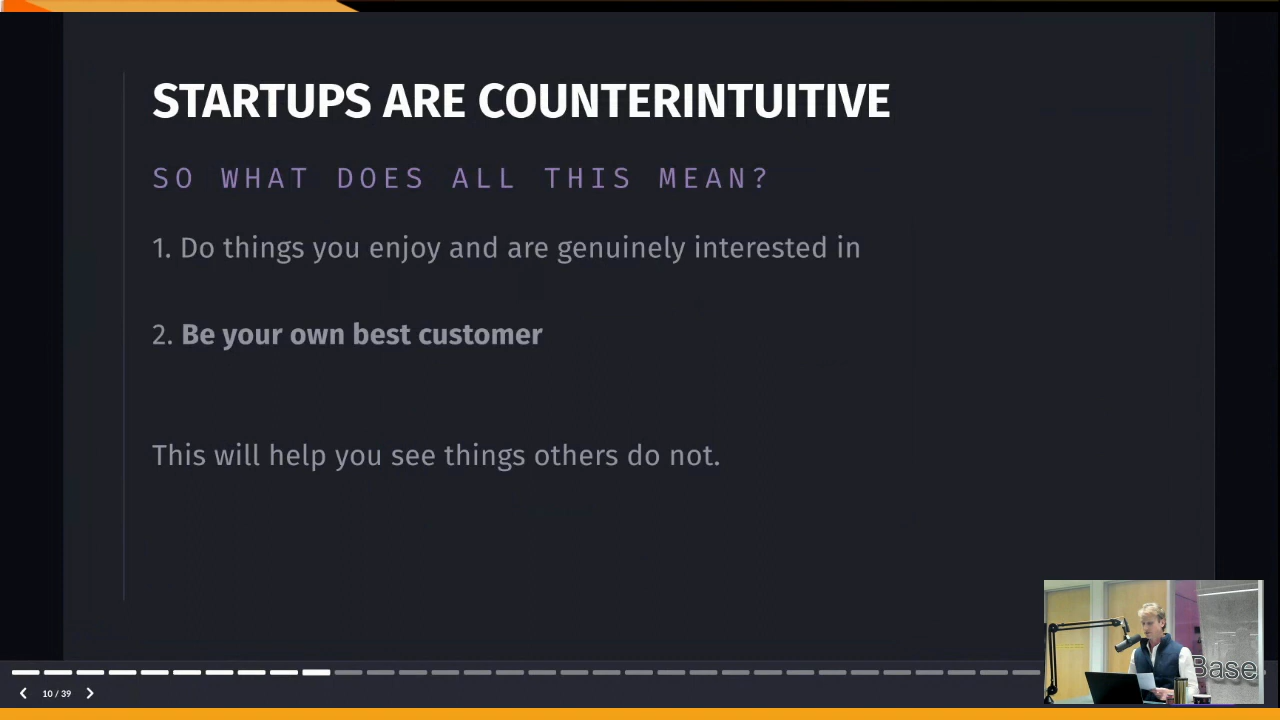 STARTUPS ARE COUNTERINTUITIVE
SO WHAT DOES ALL THIS MEAN?
1. Do things you enjoy and are genuinely interested in
2. Be your own best customer
This will help you see things others do not.
10 / 39
Base